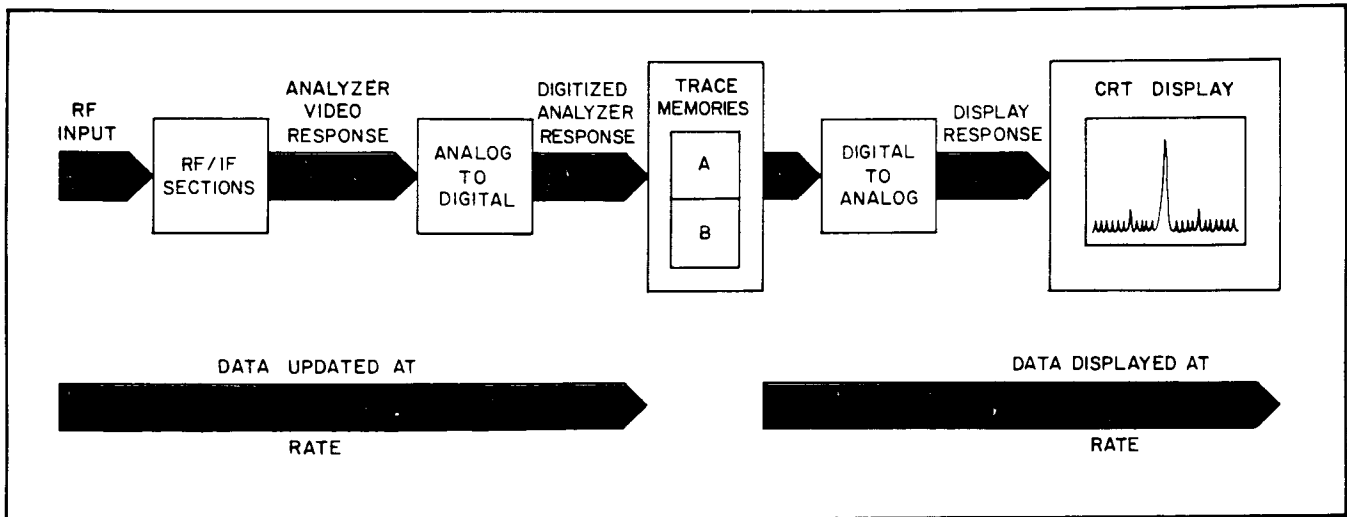 RF
INPUT
RF/IF
SECTIONS
ANALYZER
VIDEO
RESPONSE
ANALOG
TO
DIGITAL
DIGITIZED
ANALYZER
RESPONSE
TRACE
MEMORIES
A
B
DIGITAL
TO
ANALOG
DISPLAY
RESPONSE
CRT DISPLAY
DATA UPDATED AT
RATE
DATA DISPLAYED AT
RATE